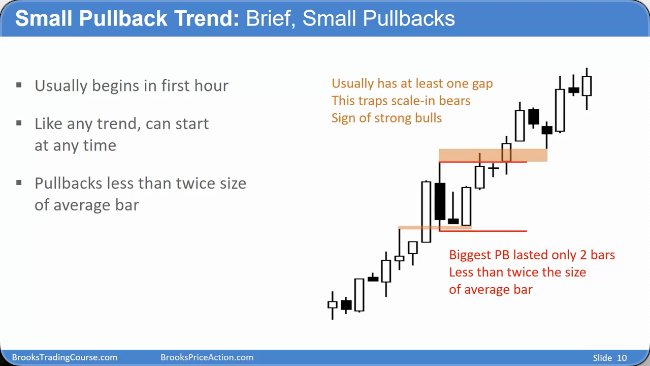 Small Pullback Trend: Brief, Small Pullbacks
▪ Usually begins in first hour
▪ Like any trend, can start
at any time
▪ Pullbacks less than twice size
of average bar
Usually has at least one gap
This traps scale-in bears
Sign of strong bulls
Biggest PB lasted only 2 bars
Less than twice the size
of average bar
BrooksTradingCourse.com
BrooksPriceAction.com
Slide 10